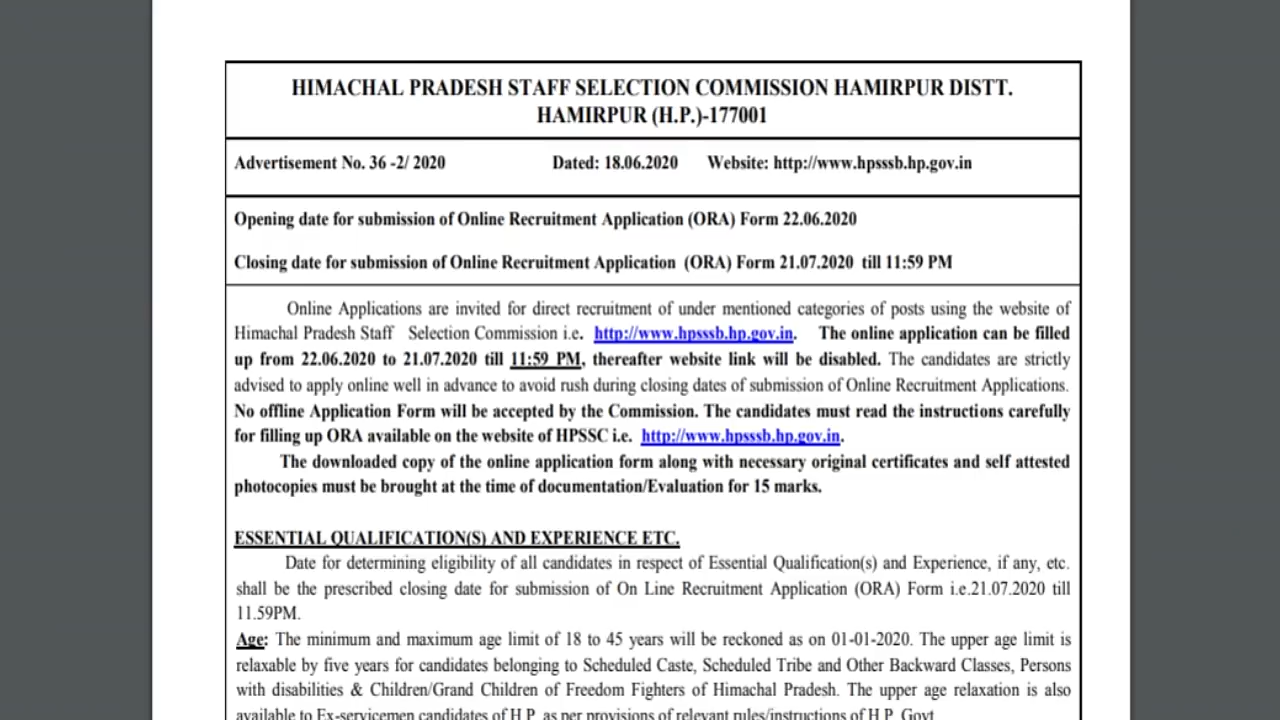 HIMACHAL PRADESH STAFF SELECTION COMMISSION HAMIRPUR DISTT.
HAMIRPUR (H.P.)-177001
Advertisement No. 36 -2/ 2020 Dated: 18.06.2020 Website: http://www.hpsssb.hp.gov.in
Opening date for submission of Online Recruitment Application (ORA) Form 22.06.2020
Closing date for submission of Online Recruitment Application (ORA) Form 21.07.2020 till 11:59 PM
Online Applications are invited for direct recruitment of under mentioned categories of posts using the website of
Himachal Pradesh Staff Selection Commission i.e. http://www.hpsssb.hp.gov.in. The online application can be filled
up from 22.06.2020 to 21.07.2020 till 11:59 PM, thereafter website link will be disabled. The candidates are strictly
advised to apply online well in advance to avoid rush during closing dates of submission of Online Recruitment Applications.
No offline Application Form will be accepted by the Commission. The candidates must read the instructions carefully
for filling up ORA available on the website of HPSSC i.e. http://www.hpsssb.hp.gov.in.
The downloaded copy of the online application form along with necessary original certificates and self attested
photocopies must be brought at the time of documentation/Evaluation for 15 marks.
ESSENTIAL QUALIFICATION(S) AND EXPERIENCE ETC.
Date for determining eligibility of all candidates in respect of Essential Qualification(s) and Experience, if any, etc.
shall be the prescribed closing date for submission of On Line Recruitment Application (ORA) Form i.e.21.07.2020 till
11.59PM.
Age: The minimum and maximum age limit of 18 to 45 years will be reckoned as on 01-01-2020. The upper age limit is
relaxable by five years for candidates belonging to Scheduled Caste, Scheduled Tribe and Other Backward Classes, Persons
with disabilities & Children/Grand Children of Freedom Fighters of Himachal Pradesh. The upper age relaxation is also
available to Ex-servicemen candidates of H.P. as per provisions of relevant rules/instructions of H.P. Govt